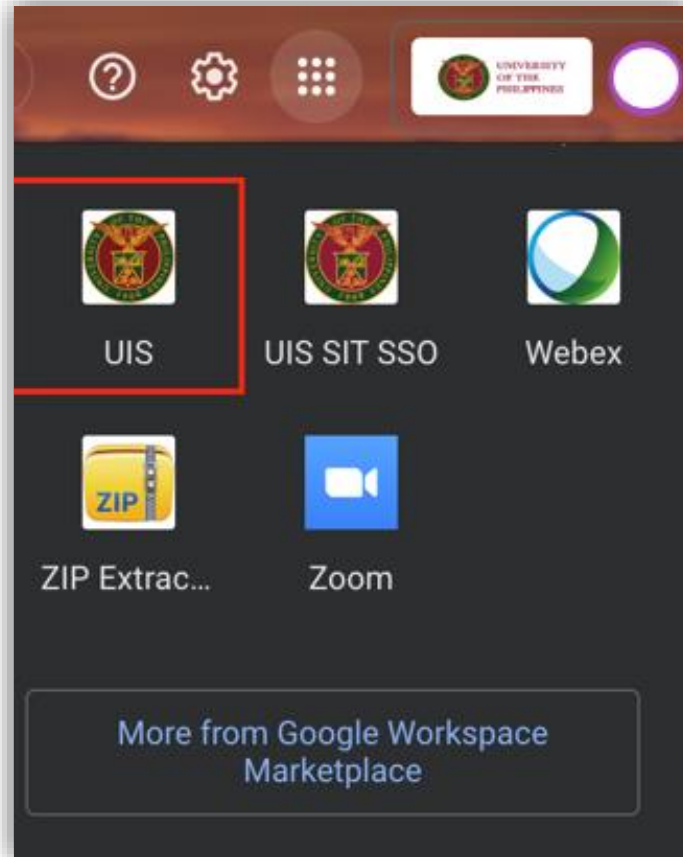 UNIVERSITY
OF THE
PHILIPPINES
UIS
UIS SIT SSO
Webex
ZIP
ZIP Extrac...
Zoom
More from Google Workspace
Marketplace